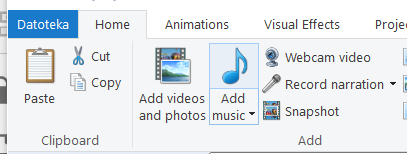 Datoteka Home Animations Visual Effects Proje
Paste
Cut
Copy
Clipboard
Add videos
and photos
Add
music
Webcam video
Record narration
Snapshot
Add